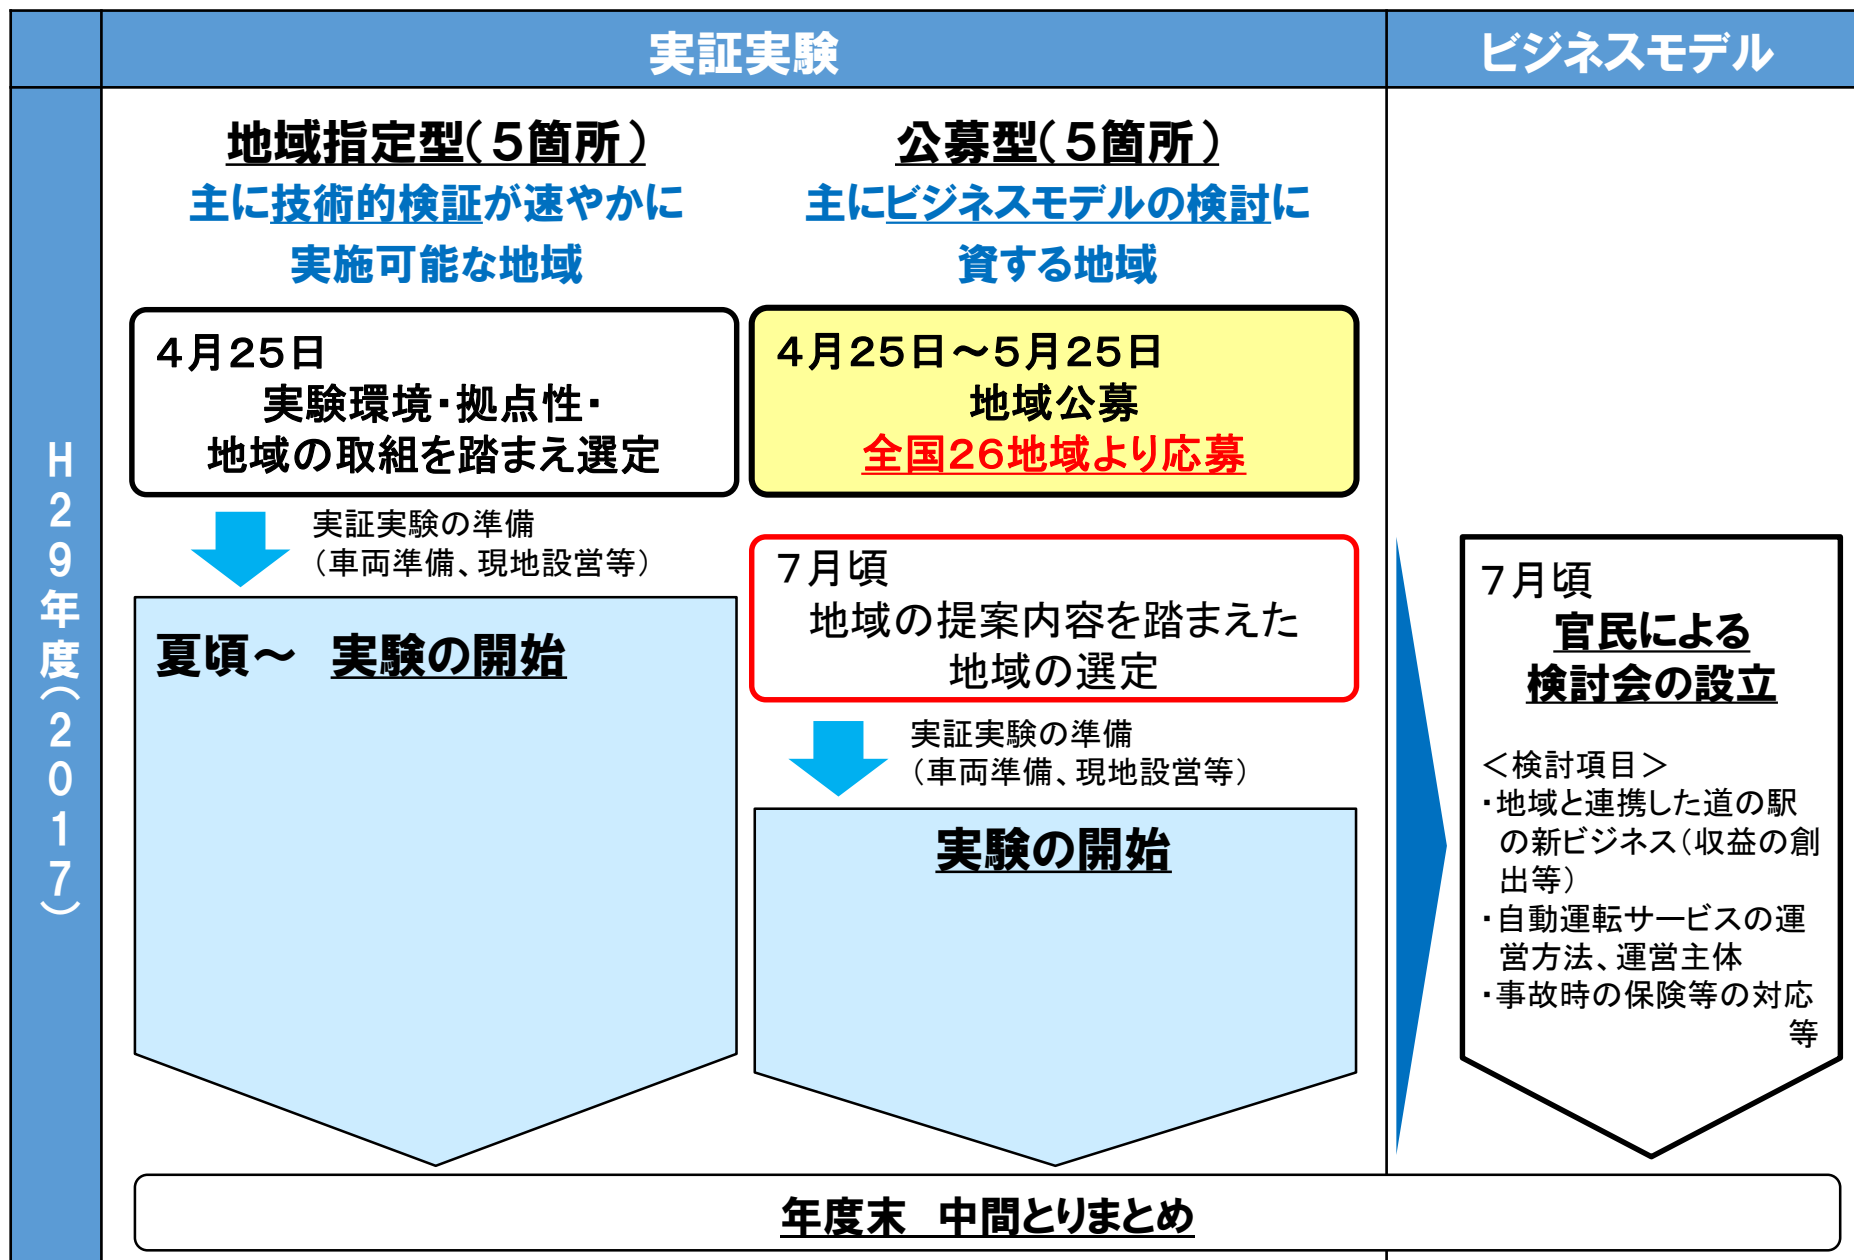 実証実験
ビジネスモデル
H29年度(2017)
地域指定型(5箇所)
主に技術的検証が速やかに
実施可能な地域
4月25日
実験環境・拠点性・
地域の取組を踏まえ選定
実証実験の準備
(車両準備、現地設営等)
夏頃～ 実験の開始
公募型(5箇所)
主にビジネスモデルの検討に
資する地域
4月25日～5月25日
地域公募
全国26地域より応募
7月頃
地域の提案内容を踏まえた
地域の選定
実証実験の準備
(車両準備、現地設営等)
実験の開始
7月頃
官民による
検討会の設立
＜検討項目＞
・地域と連携した道の駅
の新ビジネス(収益の創
出等)
・自動運転サービスの運
営方法、運営主体
・事故時の保険等の対応
等
年度末 中間とりまとめ